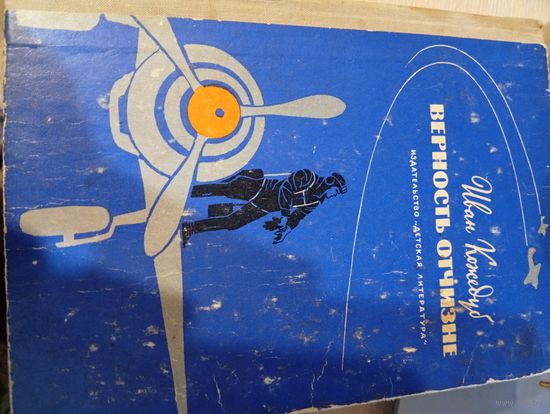 Иван Кожедуб
ВЕРНОСТЬ ОТЧИЗНЕ
ИЗДАТЕЛЬСТВО „ДЕТСКАЯ ЛИТЕРАТУРА"